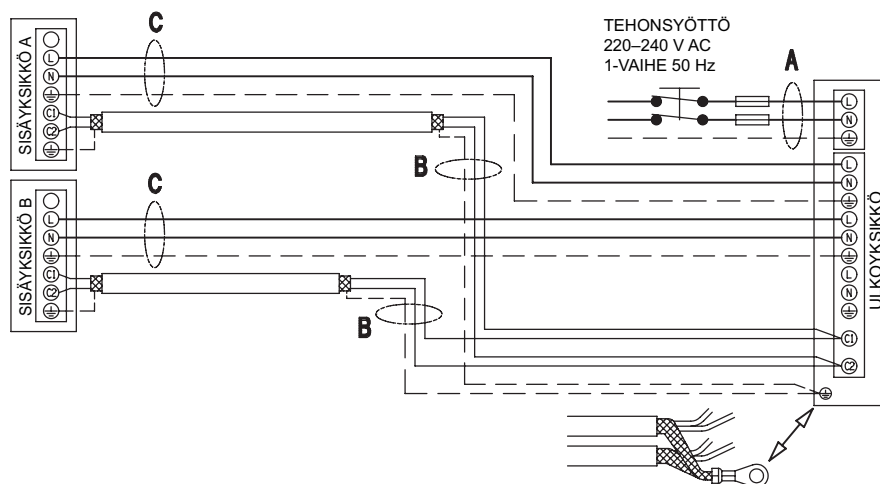 C
TEHONSYÖTTÖ
220–240 V AC
1-VAIHE 50 Hz
A
SISÄYKSIKKÖ A
L
N
C1
C2
B
L
N
L
N
C
SISÄYKSIKKÖ B
L
N
C1
C2
B
L
N
L
N
C1
C2
ULKOYKSIKKÖ